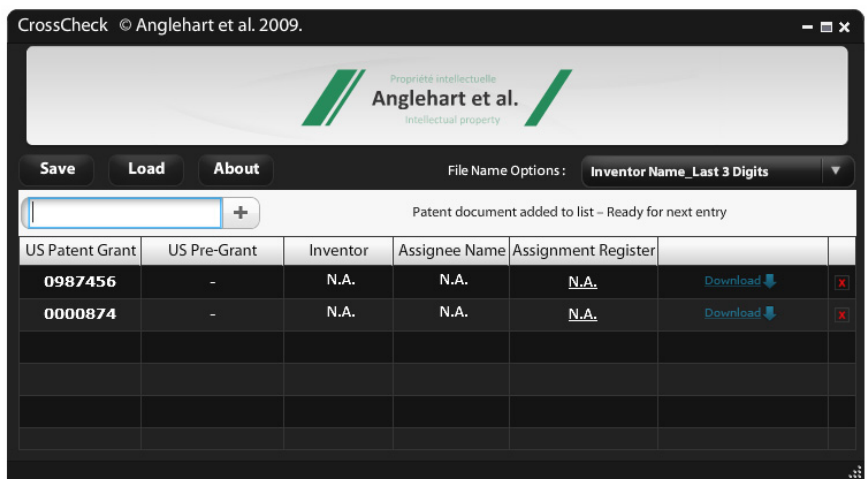 CrossCheck © Anglehart et al. 2009.
Propriété intellectuelle
Anglehart et al.
Intellectual property
Save Load About File Name Options : Inventor Name_Last 3 Digits
+ Patent document added to list – Ready for next entry
US Patent Grant US Pre-Grant Inventor Assignee Name Assignment Register
0987456 - N.A. N.A. N.A. Download x
0000874 - N.A. N.A. N.A. Download x